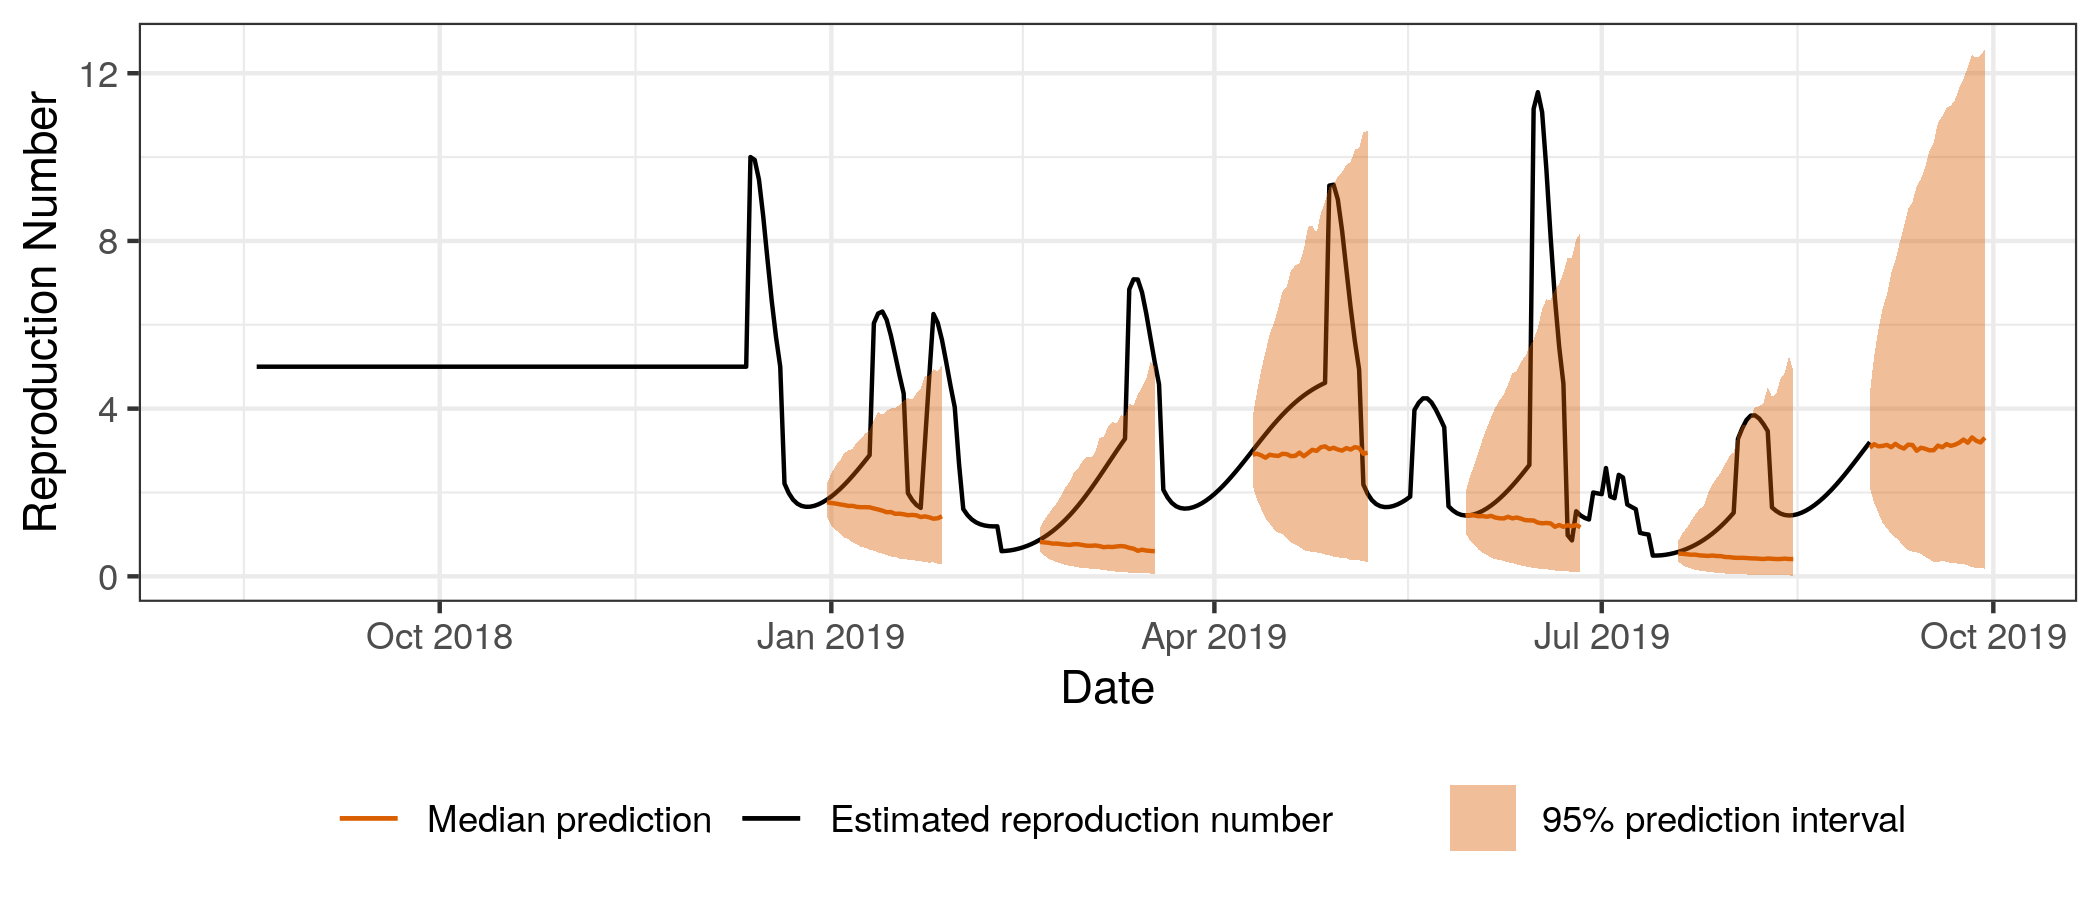 Reproduction Number
12
8
4
0
Oct 2018 Jan 2019 Apr 2019 Jul 2019 Oct 2019
Date
Median prediction Estimated reproduction number 95% prediction interval